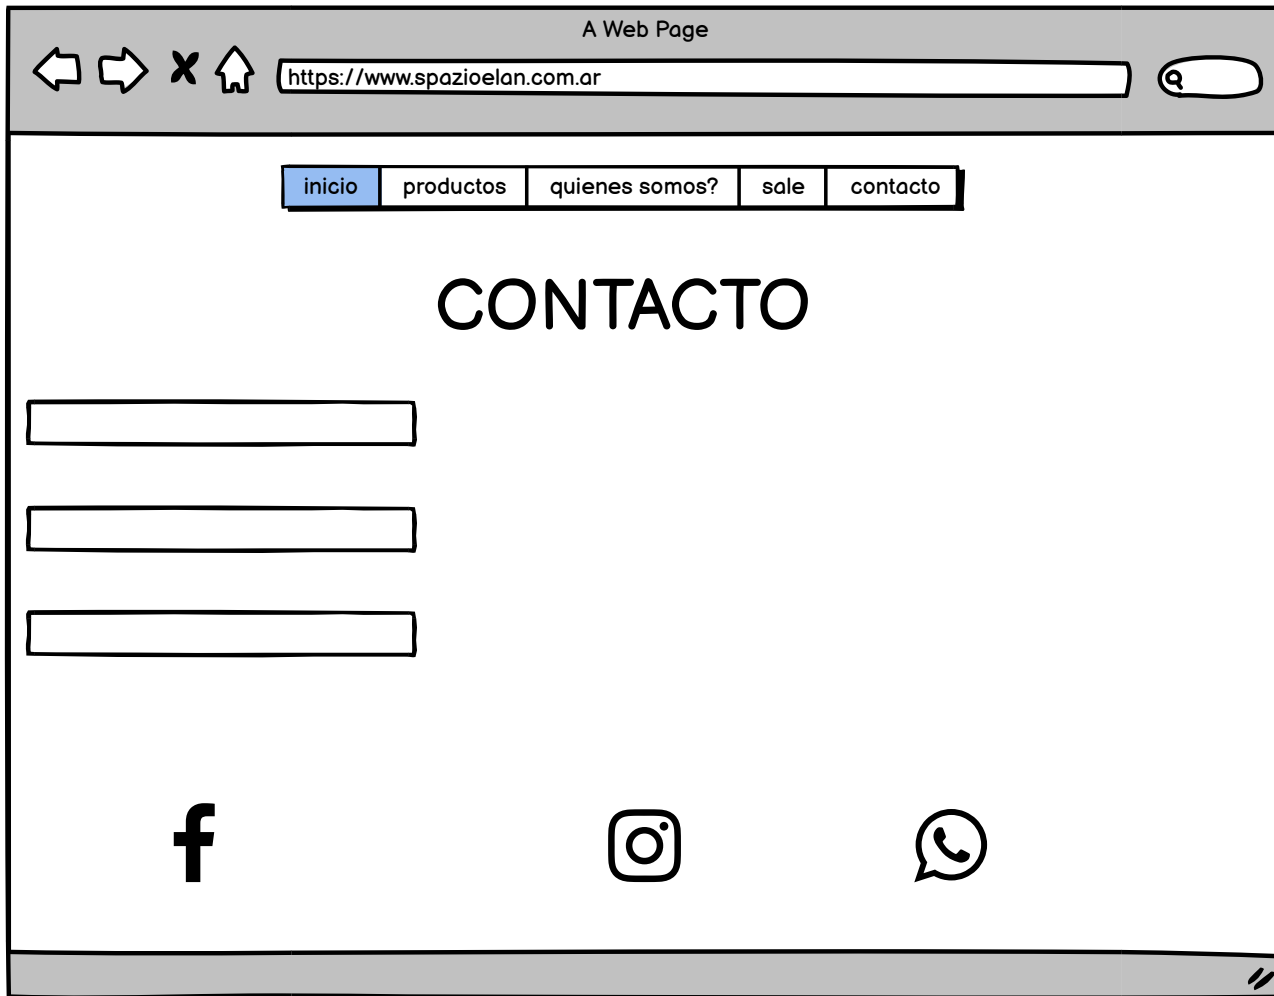 A Web Page
https://www.spazioelan.com.ar
inicio productos quienes somos? sale contacto
CONTACTO